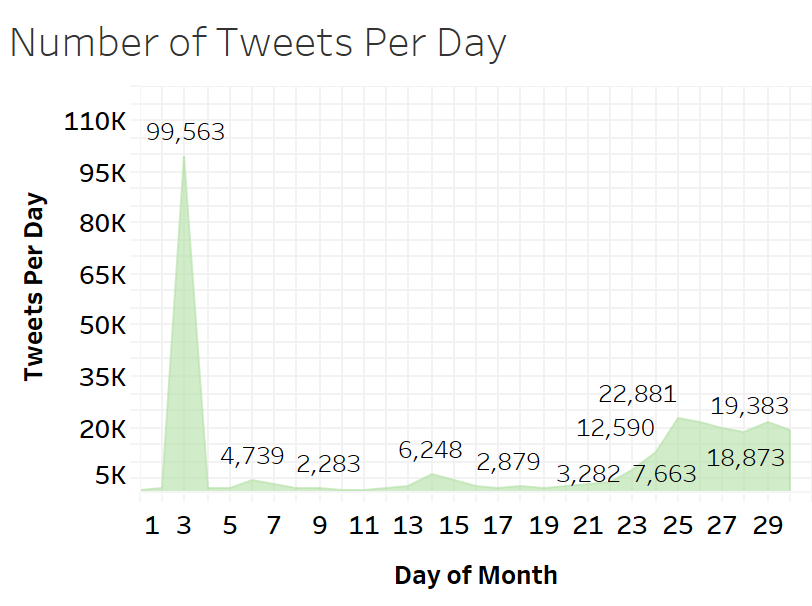 Number of Tweets Per Day
110K
99,563
95K
80K
65K
50K
35K
20K
5K
Tweets Per Day
4,739
2,283
6,248
2,879
3,282
7,663
12,590
22,881
19,383
18,873
1 3 5 7 9 11 13 15 17 19 21 23 25 27 29
Day of Month